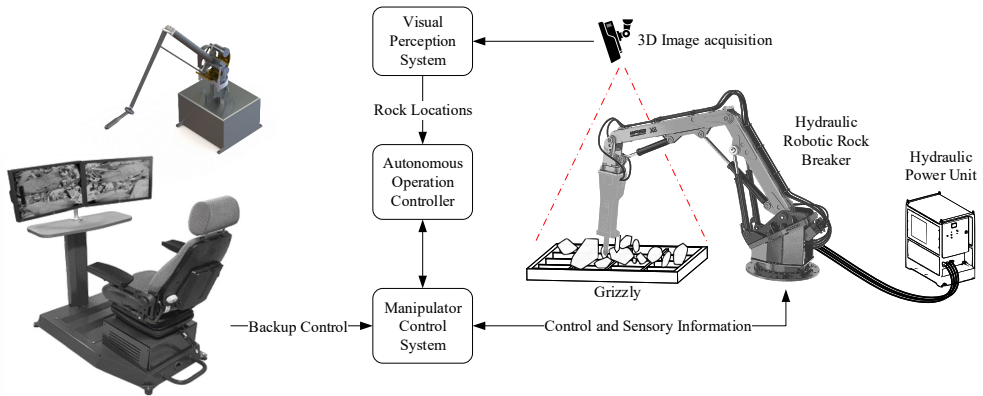 Visual
Perception
System
3D Image acquisition
Rock Locations
Hydraulic
Robotic Rock
Breaker
Autonomous
Operation
Controller
Hydraulic
Power Unit
Grizzly
Manipulator
Control
System
Backup Control
Control and Sensory Information